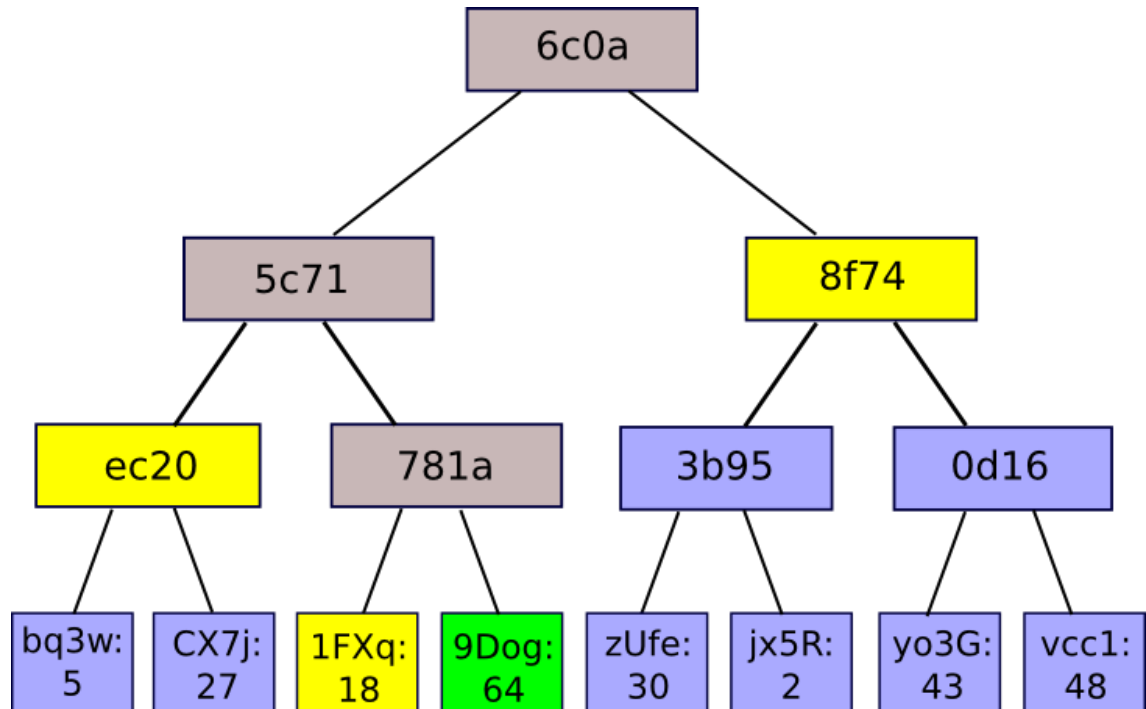 6c0a
5c71
8f74
ec20
781a
3b95
0d16
bq3w:
5
CX7j:
27
1FXq:
18
9Dog:
64
zUfe:
30
jx5R:
2
yo3G:
43
vcc1:
48